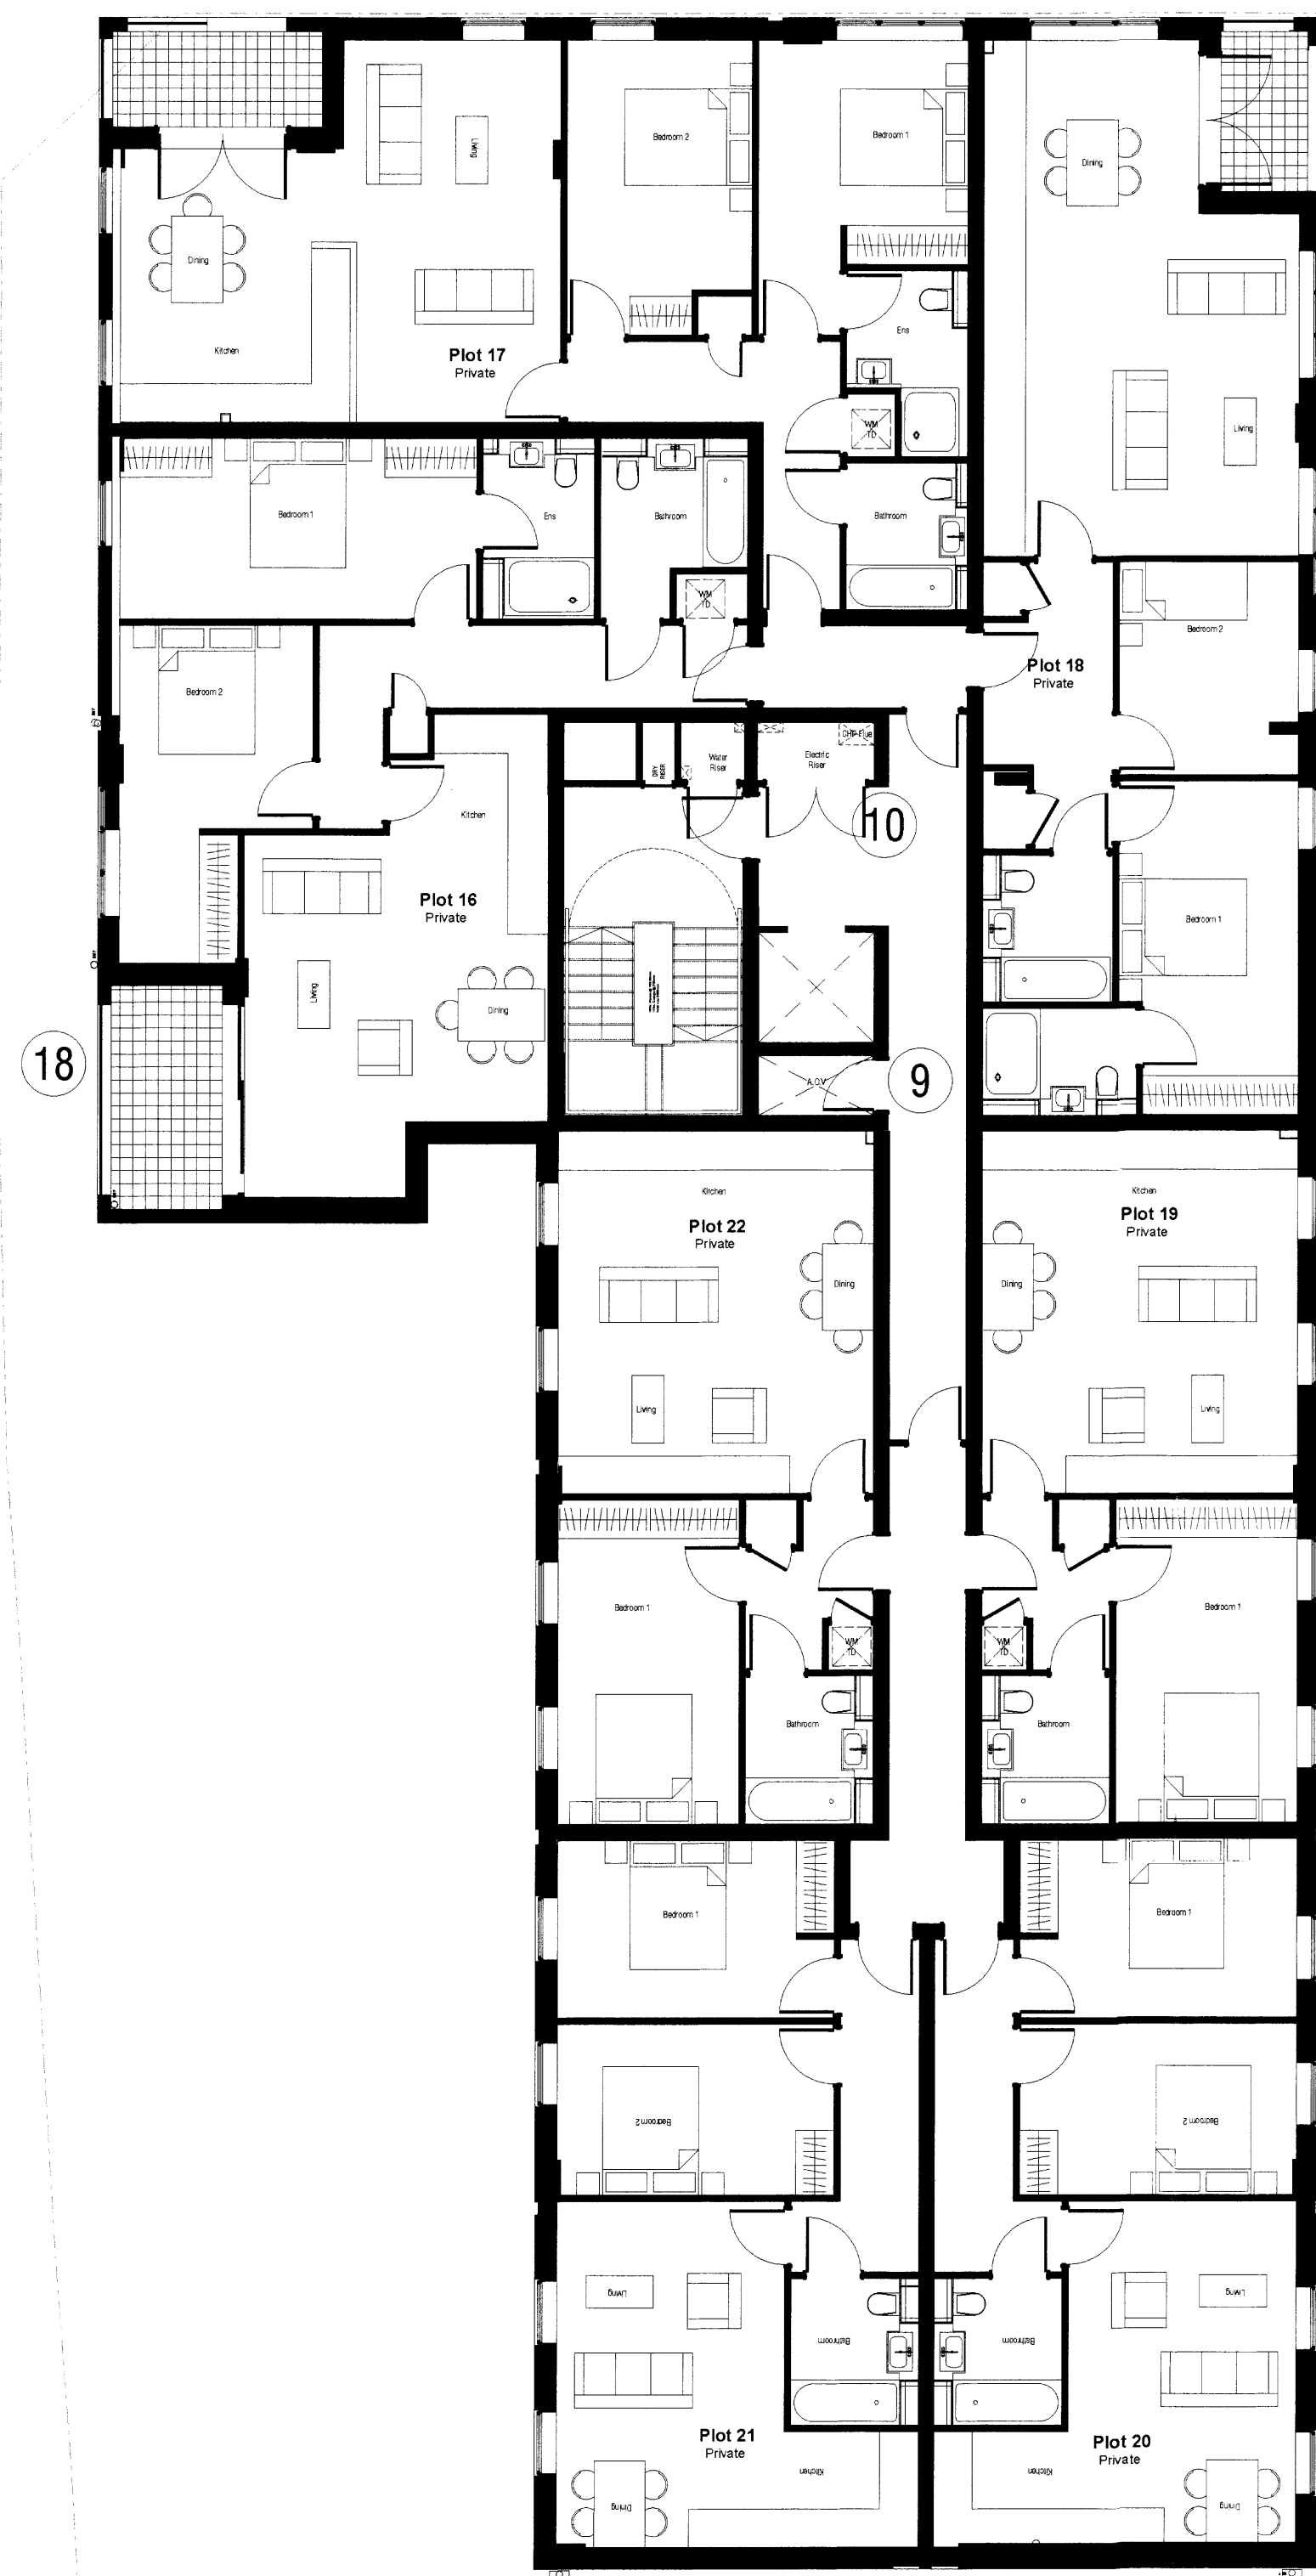 Bedroom 2
Bedroom 1
Dining
Living
Dining
Ens
Kitchen
Plot 17
Private
WM
TD
Living
Bedroom 1
Ens
Bathroom
Bathroom
WM
TD
Bedroom 2
Plot 18
Private
Bedroom 2
DRY
RISER
Water
Riser
Electric
Riser
CHP Flue
10
Kitchen
Plot 16
Private
Bedroom 1
Living
Dining
18
A.O.V
9
Kitchen
Plot 22
Private
Kitchen
Plot 19
Private
Dining
Dining
Living
Living
Bedroom 1
Bedroom 1
WM
TD
WM
TD
Bathroom
Bathroom
Bedroom 1
Bedroom 1
Bedroom 2
Bedroom 2
Living
Living
Bathroom
Bathroom
Plot 21
Private
Plot 20
Private
Kitchen
Kitchen
Dining
Dining